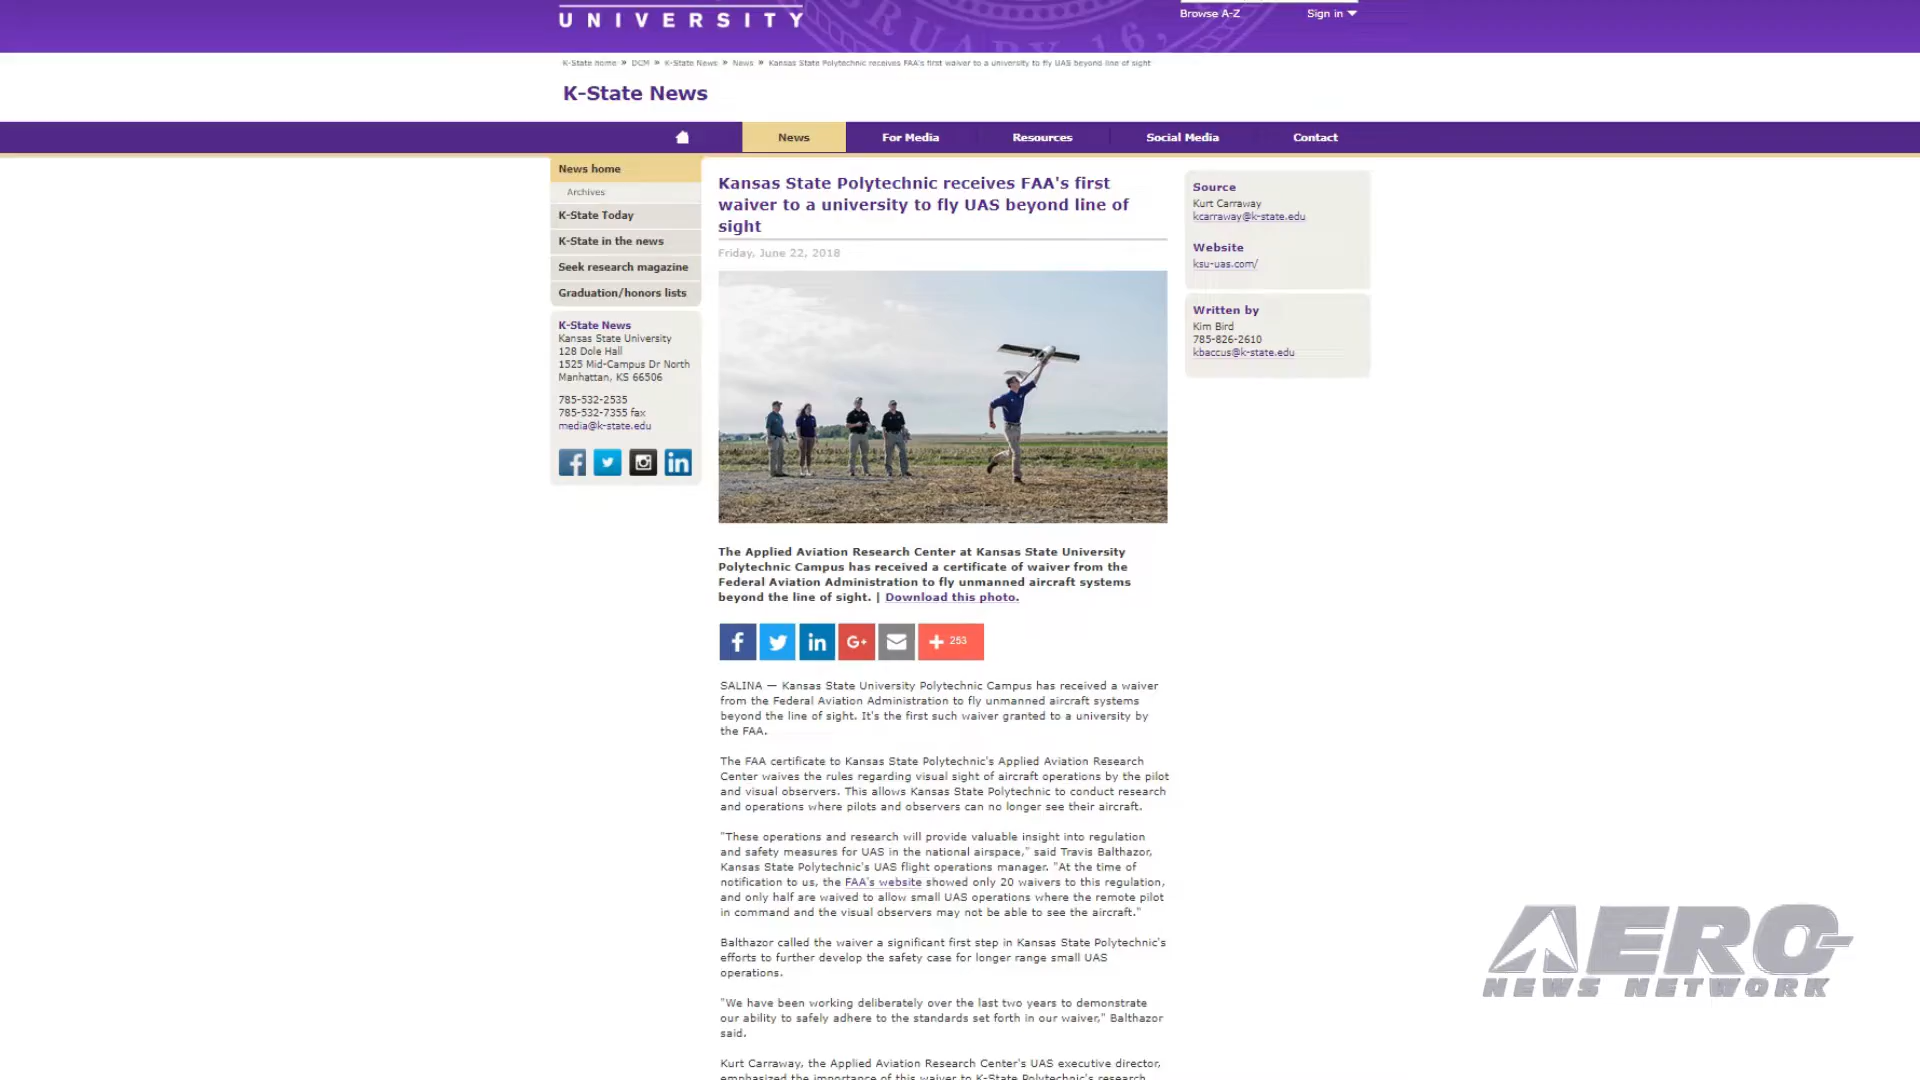 UNIVERSITY
Browse A-Z
Sign in
K-State home » DCM » K-State News » News » Kansas State Polytechnic receives FAA's first waiver to a university to fly UAS beyond line of sight
K-State News
News
For Media
Resources
Social Media
Contact
News home
Archives
K-State Today
K-State in the news
Seek research magazine
Graduation/honors lists
K-State News
Kansas State University
128 Dole Hall
1525 Mid-Campus Dr North
Manhattan, KS 66506
785-532-2535
785-532-7355 fax
media@k-state.edu
Kansas State Polytechnic receives FAA's first
waiver to a university to fly UAS beyond line of
sight
Friday, June 22, 2018
The Applied Aviation Research Center at Kansas State University
Polytechnic Campus has received a certificate of waiver from the
Federal Aviation Administration to fly unmanned aircraft systems
beyond the line of sight. | Download this photo.
253
SALINA — Kansas State University Polytechnic Campus has received a waiver
from the Federal Aviation Administration to fly unmanned aircraft systems
beyond the line of sight. It's the first such waiver granted to a university by
the FAA.
The FAA certificate to Kansas State Polytechnic's Applied Aviation Research
Center waives the rules regarding visual sight of aircraft operations by the pilot
and visual observers. This allows Kansas State Polytechnic to conduct research
and operations where pilots and observers can no longer see their aircraft.
"These operations and research will provide valuable insight into regulation
and safety measures for UAS in the national airspace," said Travis Balthazor,
Kansas State Polytechnic's UAS flight operations manager. "At the time of
notification to us, the FAA's website showed only 20 waivers to this regulation,
and only half are waived to allow small UAS operations where the remote pilot
in command and the visual observers may not be able to see the aircraft."
Balthazor called the waiver a significant first step in Kansas State Polytechnic's
efforts to further develop the safety case for longer range small UAS
operations.
"We have been working deliberately over the last two years to demonstrate
our ability to safely adhere to the standards set forth in our waiver," Balthazor
said.
Kurt Carraway, the Applied Aviation Research Center's UAS executive director,
emphasized the importance of this waiver to K-State Polytechnic's research
Source
Kurt Carraway
kcarraway@k-state.edu
Website
ksu-uas.com/
Written by
Kim Bird
785-826-2610
kbaccus@k-state.edu
AERO-
NEWS NETWORK